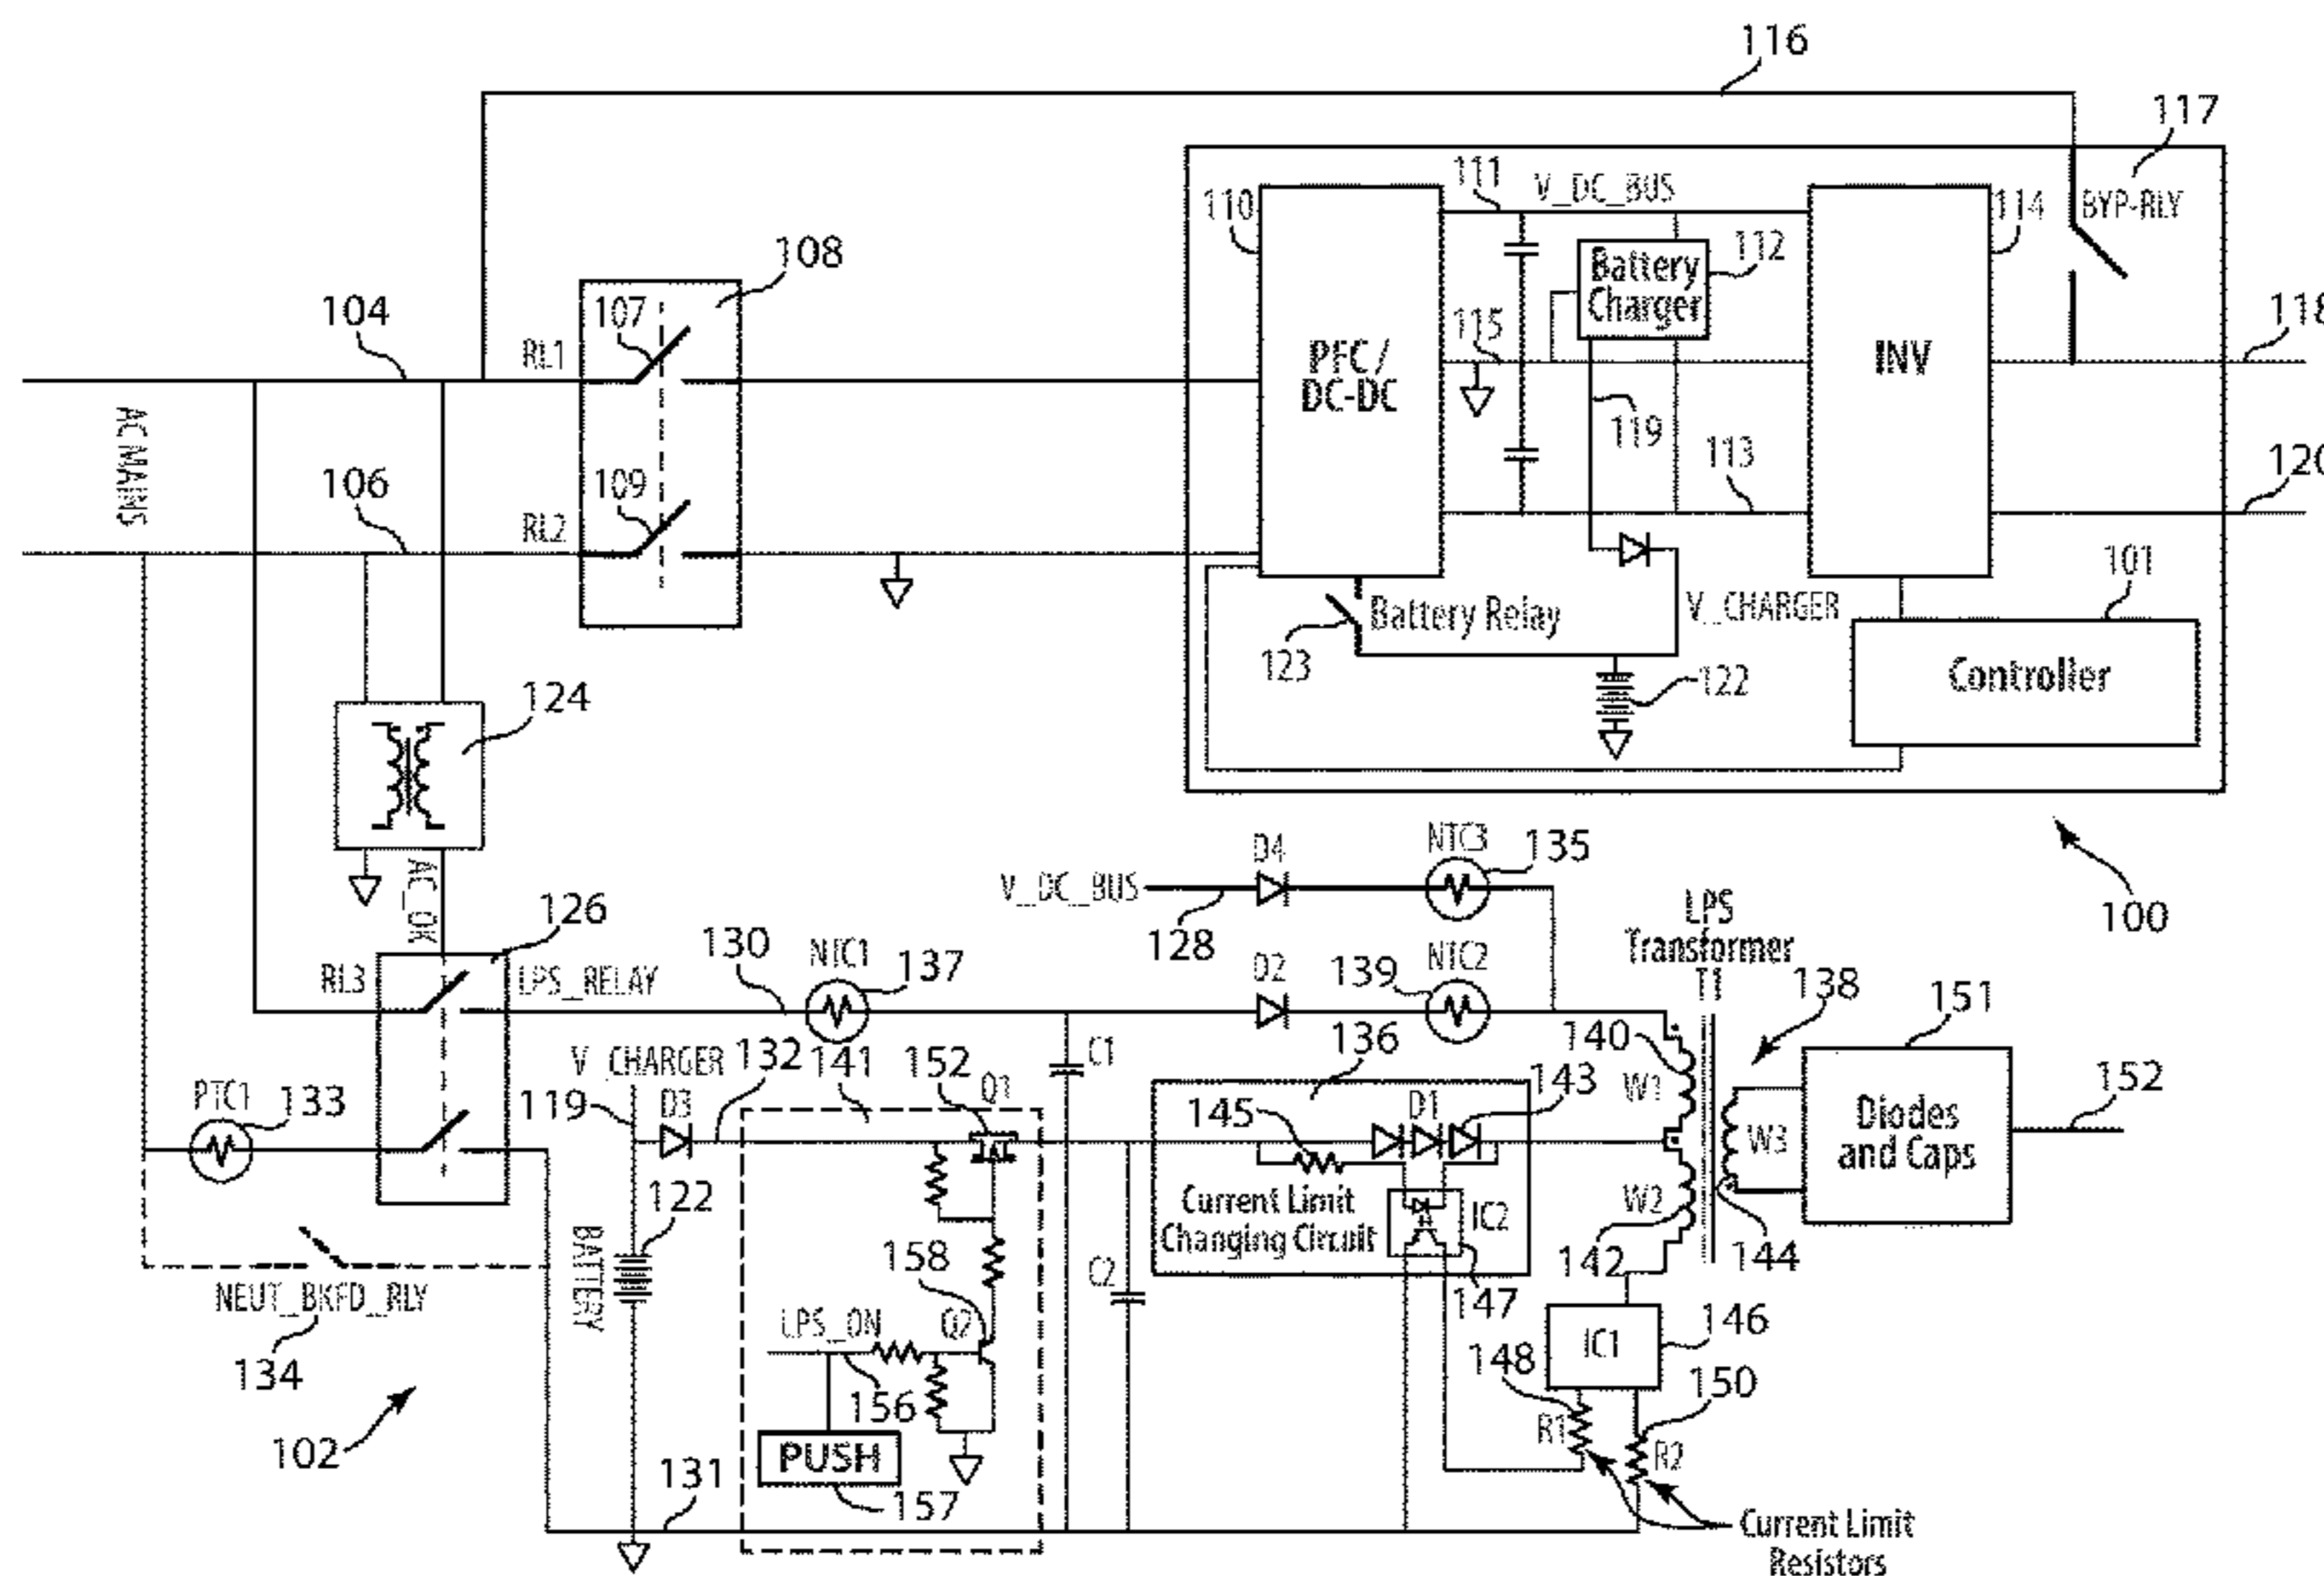 116
117
111
V_DC_BUS
110
114
BYP-RLY
108
112
Battery
Charger
107
104
RL1
115
118
PFC /
DC-DC
INV
AC MAINS
119
113
106
109
120
RL2
101
V_CHARGER
Battery Relay
123
Controller
124
122
NTC3
D4
135
V_DC_BUS
AC_OK
126
128
100
LPS
Transformer
T1
130
NTC1
137
D2
139
NTC2
RL3
LPS_RELAY
138
151
136
140
V_CHARGER
132
141
152
Q1
C1
143
152
PTC1
133
119
D3
145
D1
W1
Diodes
and Caps
W3
122
Current Limit
Changing Circuit
IC2
W2
BATTERY
158
142
144
C2
NEUT_BKFD_RLY
147
LPS_ON
Q2
146
IC1
134
148
150
156
R1
102
PUSH
131
R2
157
Current Limit
Resistors